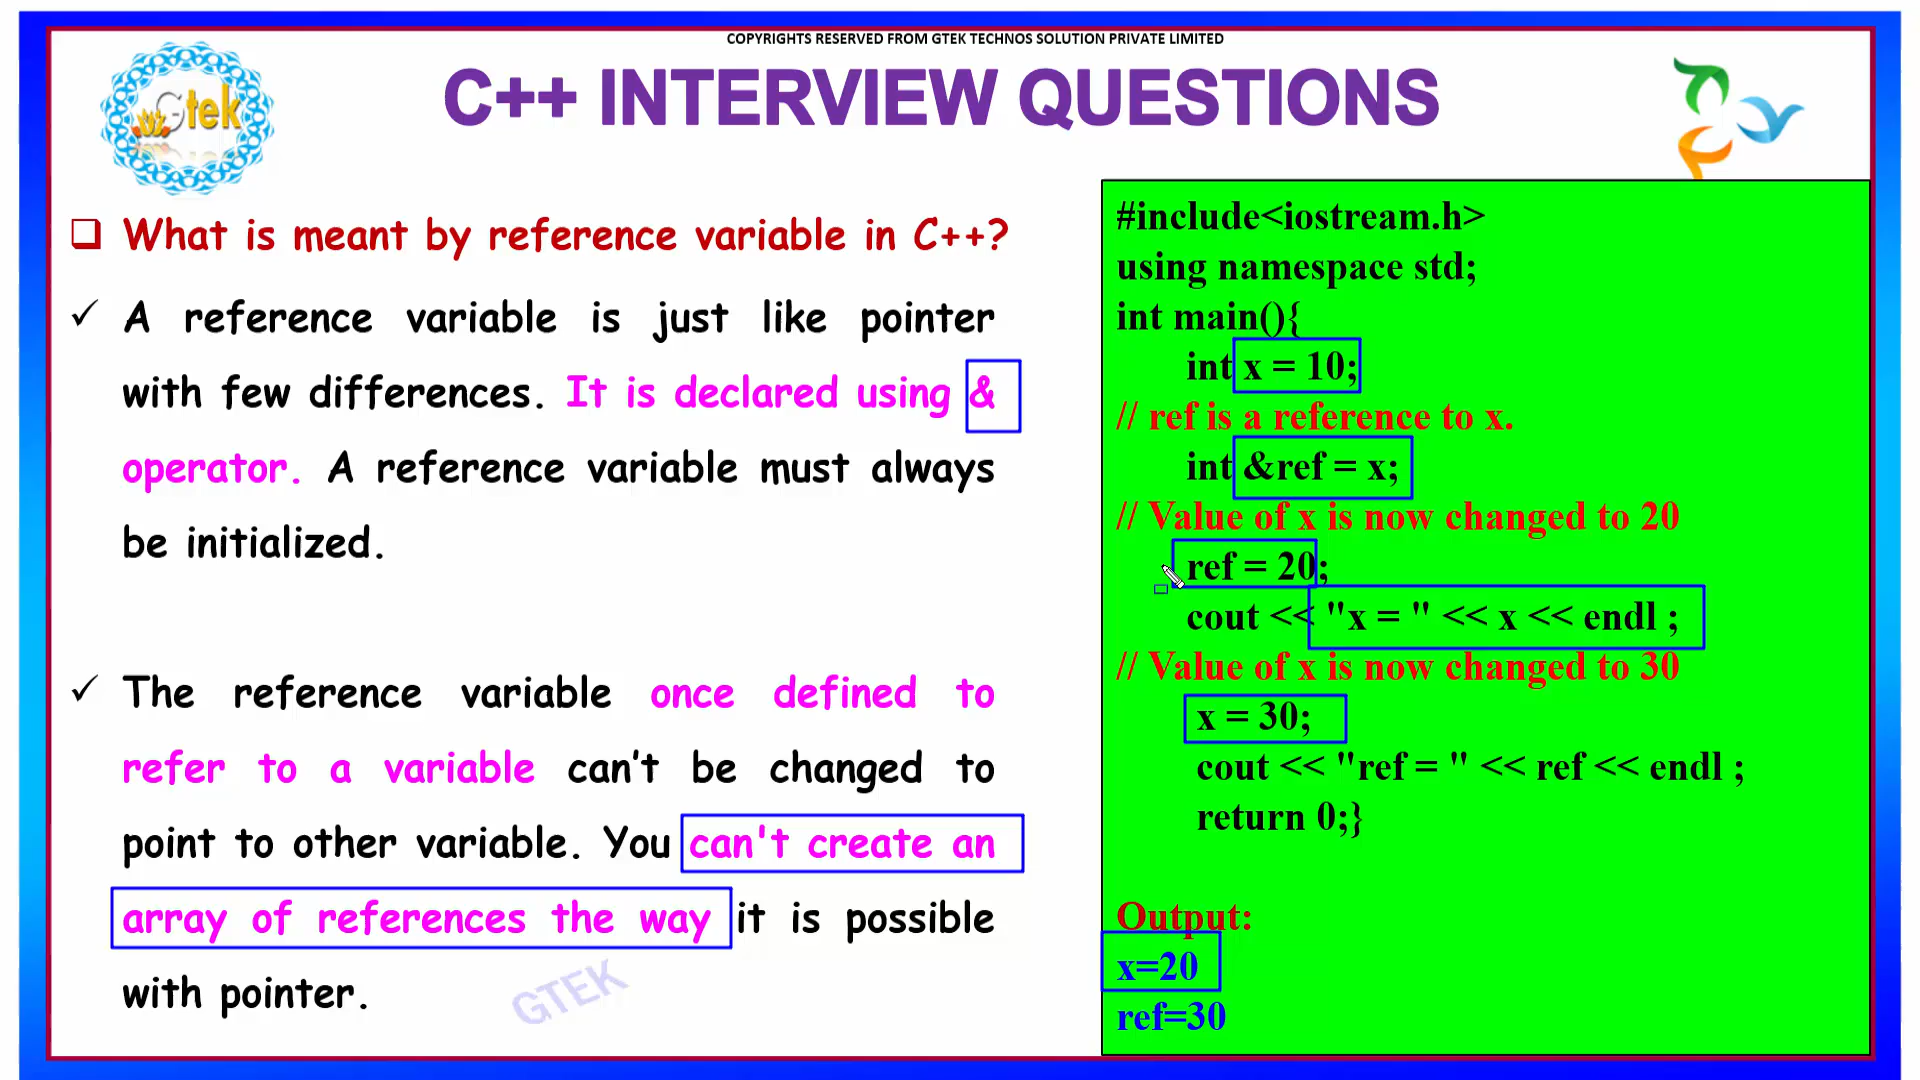 COPYRIGHTS RESERVED FROM GTEK TECHNOS SOLUTION PRIVATE LIMITED
Gtek
C++ INTERVIEW QUESTIONS
What is meant by reference variable in C++?
A reference variable is just like pointer
with few differences. It is declared using &
operator. A reference variable must always
be initialized.
The reference variable once defined to
refer to a variable can't be changed to
point to other variable. You can't create an
array of references the way it is possible
with pointer.
GTEK
#include<iostream.h>
using namespace std;
int main(){
int x = 10;
// ref is a reference to x.
int &ref = x;
// Value of x is now changed to 20
ref = 20;
cout << "x = " << x << endl ;
// Value of x is now changed to 30
x = 30;
cout << "ref = " << ref << endl ;
return 0;}
Output:
x=20
ref=30